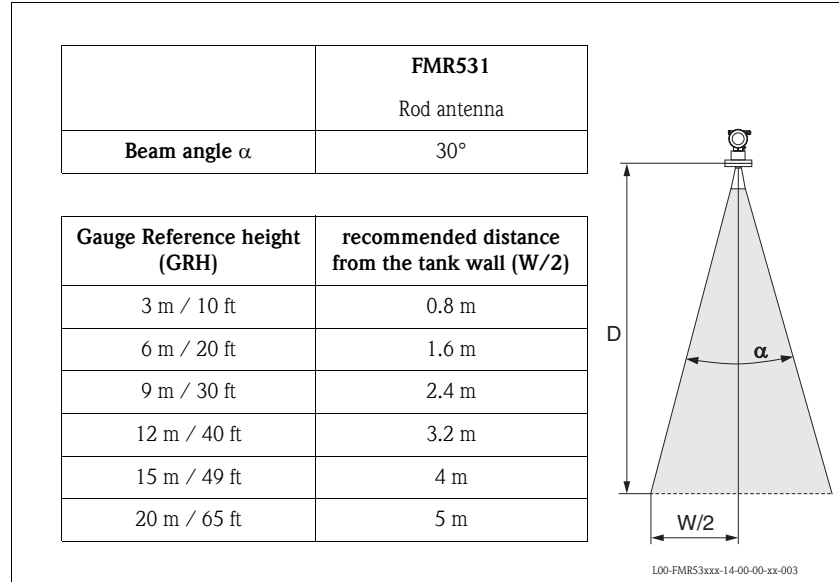 FMR531
Rod antenna
Beam angle α 30°
Gauge Reference height recommended distance
(GRH) from the tank wall (W/2)
3 m / 10 ft 0.8 m
6 m / 20 ft 1.6 m
9 m / 30 ft 2.4 m
12 m / 40 ft 3.2 m
15 m / 49 ft 4 m
20 m / 65 ft 5 m
D
α
W/2
L00-FMR53xxx-14-00-00-xx-003